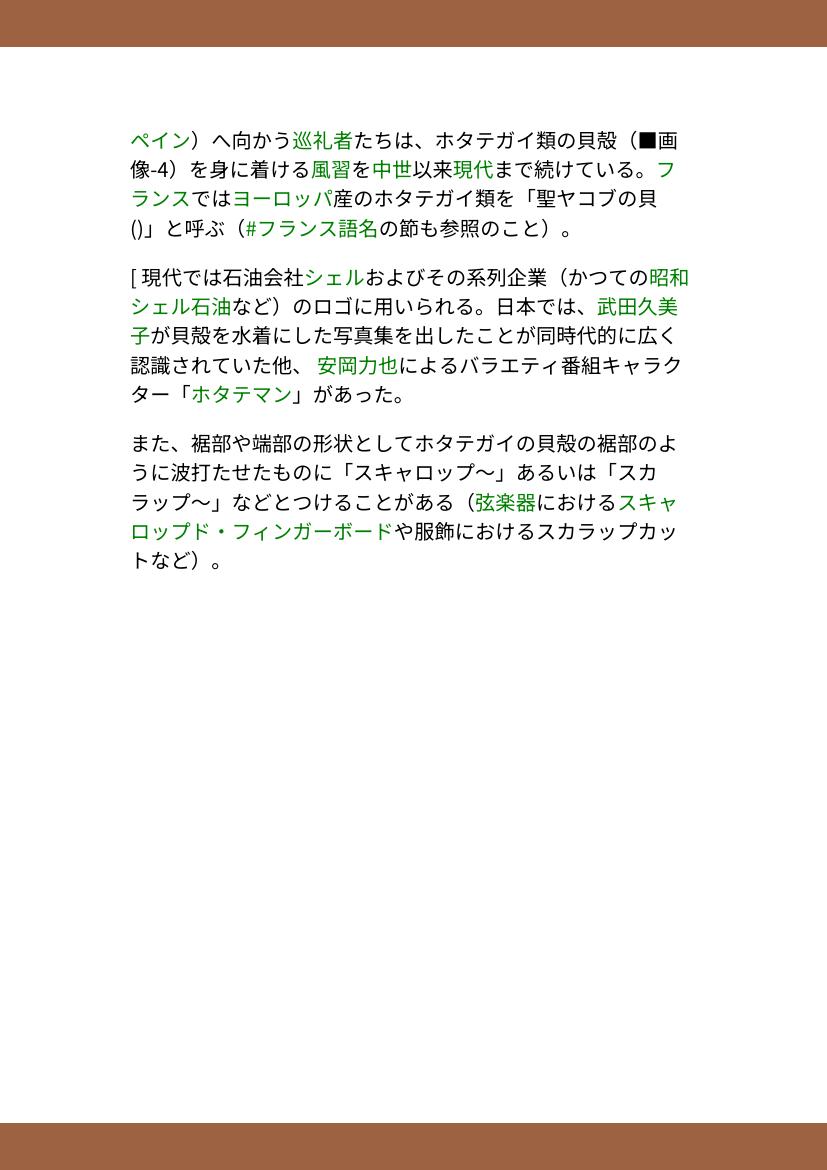 ペイン）へ向かう巡礼者たちは、ホタテガイ類の貝殻（■画
像-4）を身に着ける風習を中世以来現代まで続けている。フ
ランスではヨーロッパ産のホタテガイ類を「聖ヤコブの貝
()」と呼ぶ（#フランス語名の節も参照のこと）。
[ 現代では石油会社シェルおよびその系列企業（かつての昭和
シェル石油など）のロゴに用いられる。日本では、武田久美
子が貝殻を水着にした写真集を出したことが同時代的に広く
認識されていた他、 安岡力也によるバラエティ番組キャラク
ター「ホタテマン」があった。
また、裾部や端部の形状としてホタテガイの貝殻の裾部のよ
うに波打たせたものに「スキャロップ〜」あるいは「スカ
ラップ〜」などとつけることがある（弦楽器におけるスキャ
ロップド・フィンガーボードや服飾におけるスカラップカッ
トなど）。